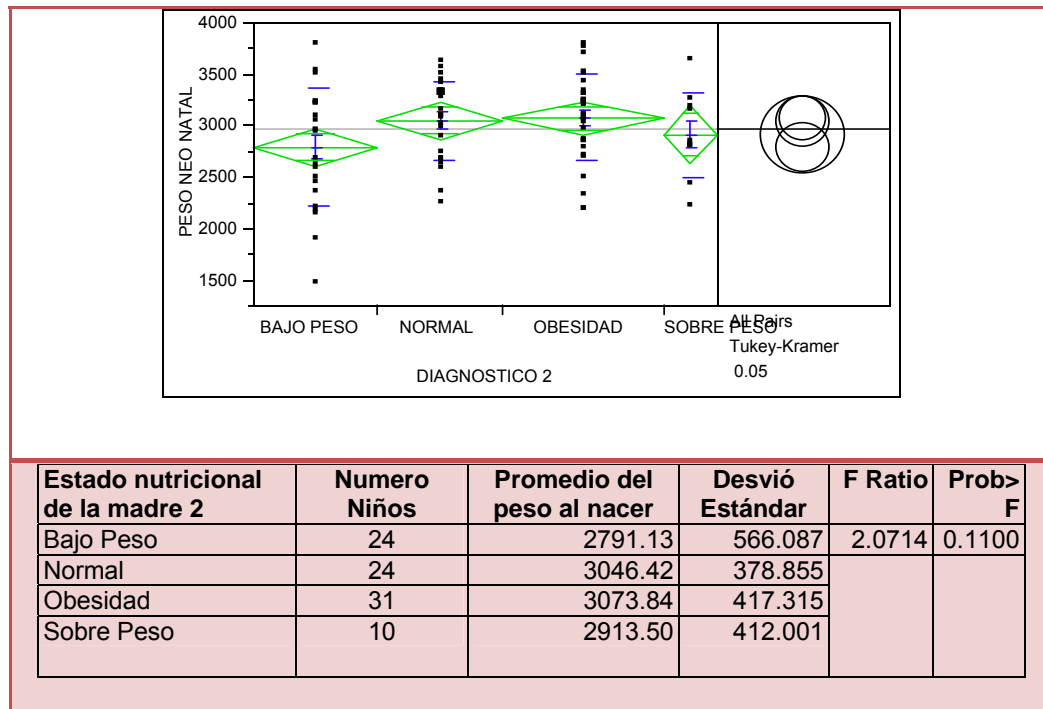 4000
3500
3000
2500
2000
1500
PESO NEO NATAL
BAJO PESO NORMAL OBESIDAD SOBRE PESO
DIAGNOSTICO 2
All Pairs
Tukey-Kramer
0.05
Estado nutricional de la madre 2 Numero Niños Promedio del peso al nacer Desvió Estándar F Ratio Prob> F
Bajo Peso 24 2791.13 566.087 2.0714 0.1100
Normal 24 3046.42 378.855
Obesidad 31 3073.84 417.315
Sobre Peso 10 2913.50 412.001